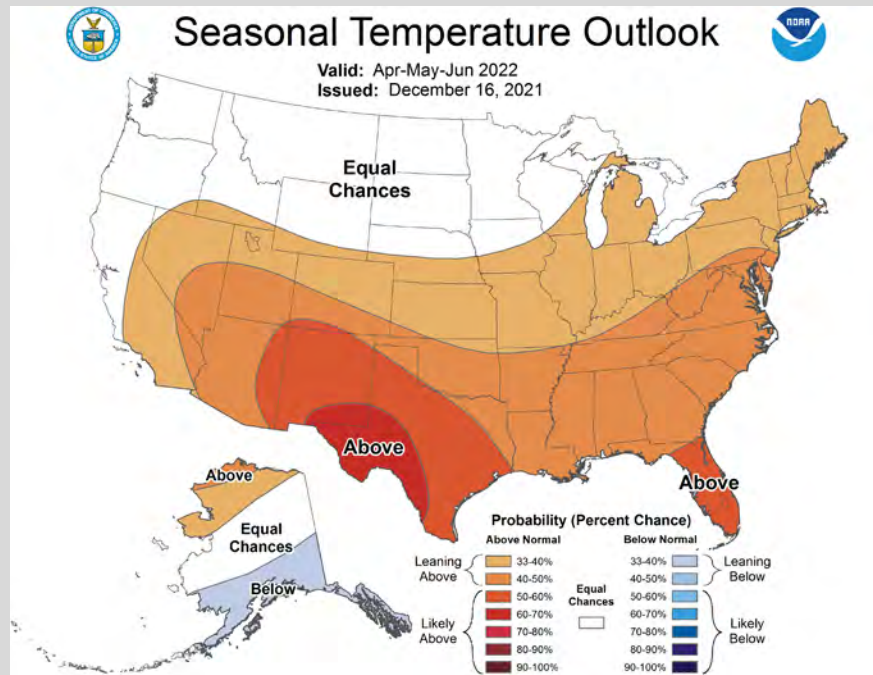 Seasonal Temperature Outlook
NOAA
Valid: Apr-May-Jun 2022
Issued: December 16, 2021
Equal
Chances
Above
Above
Above
Equal
Chances
Below
Probability (Percent Chance)
Above Normal
Below Normal
Leaning
Above
33-40%
40-50%
Likely
Above
50-60%
60-70%
70-80%
80-90%
90-100%
Equal
Chances
33-40%
40-50%
Leaning
Below
50-60%
60-70%
70-80%
80-90%
90-100%
Likely
Below